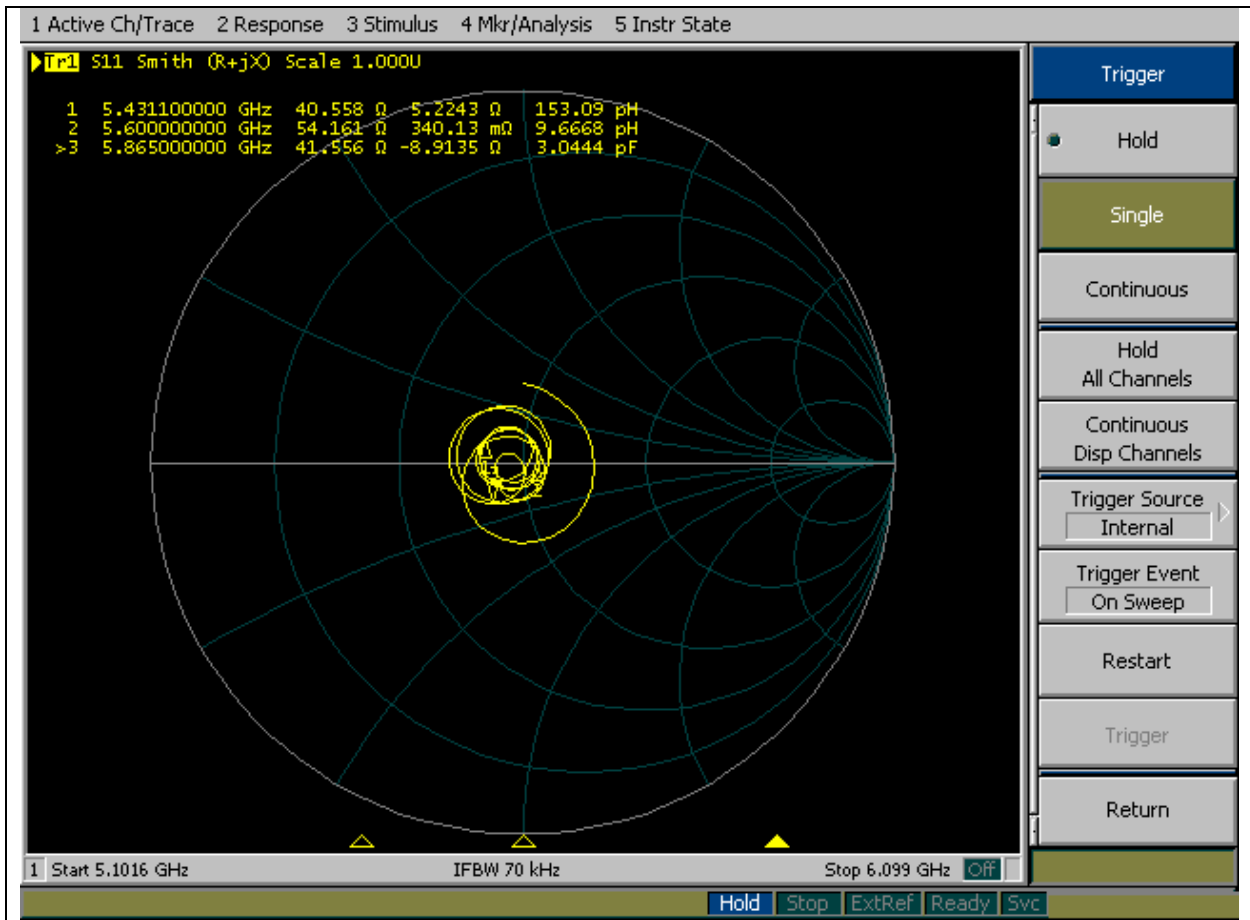 1 Active Ch/Trace 2 Response 3 Stimulus 4 Mkr/Analysis 5 Instr State
Tr1 S11 Smith (R+jX) Scale 1.000U
1 5.431100000 GHz 40.558 Ω 5.2243 Ω 153.09 pH
2 5.600000000 GHz 54.161 Ω 340.13 mΩ 9.6668 pH
>3 5.865000000 GHz 41.556 Ω -8.9135 Ω 3.0444 pF
Trigger
Hold
Single
Continuous
Hold
All Channels
Continuous
Disp Channels
Trigger Source
Internal
Trigger Event
On Sweep
Restart
Trigger
Return
1 Start 5.1016 GHz IFBW 70 kHz Stop 6.099 GHz Off
Hold Stop ExtRef Ready Svc